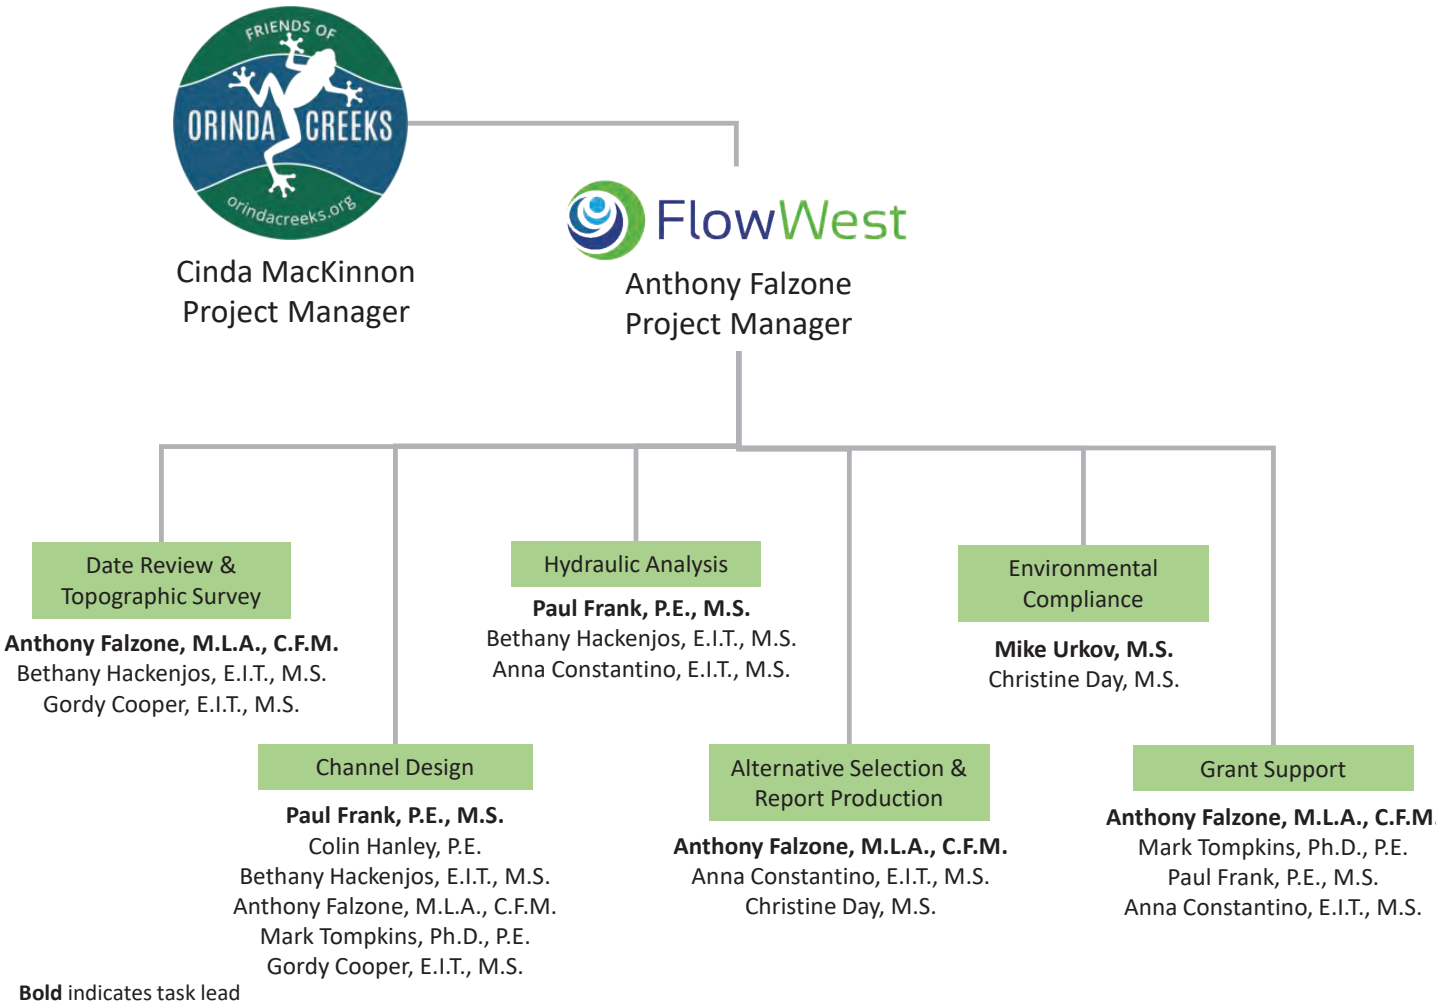 FRIENDS OF
ORINDA CREEKS
orindacreeks.org
Cinda MacKinnon
Project Manager
FlowWest
Anthony Falzone
Project Manager
Date Review &
Topographic Survey
Anthony Falzone, M.L.A., C.F.M.
Bethany Hackenjos, E.I.T., M.S.
Gordy Cooper, E.I.T., M.S.
Hydraulic Analysis
Paul Frank, P.E., M.S.
Bethany Hackenjos, E.I.T., M.S.
Anna Constantino, E.I.T., M.S.
Environmental
Compliance
Mike Urkov, M.S.
Christine Day, M.S.
Channel Design
Paul Frank, P.E., M.S.
Colin Hanley, P.E.
Bethany Hackenjos, E.I.T., M.S.
Anthony Falzone, M.L.A., C.F.M.
Mark Tompkins, Ph.D., P.E.
Gordy Cooper, E.I.T., M.S.
Alternative Selection &
Report Production
Anthony Falzone, M.L.A., C.F.M.
Anna Constantino, E.I.T., M.S.
Christine Day, M.S.
Grant Support
Anthony Falzone, M.L.A., C.F.M.
Mark Tompkins, Ph.D., P.E.
Paul Frank, P.E., M.S.
Anna Constantino, E.I.T., M.S.
Bold indicates task lead